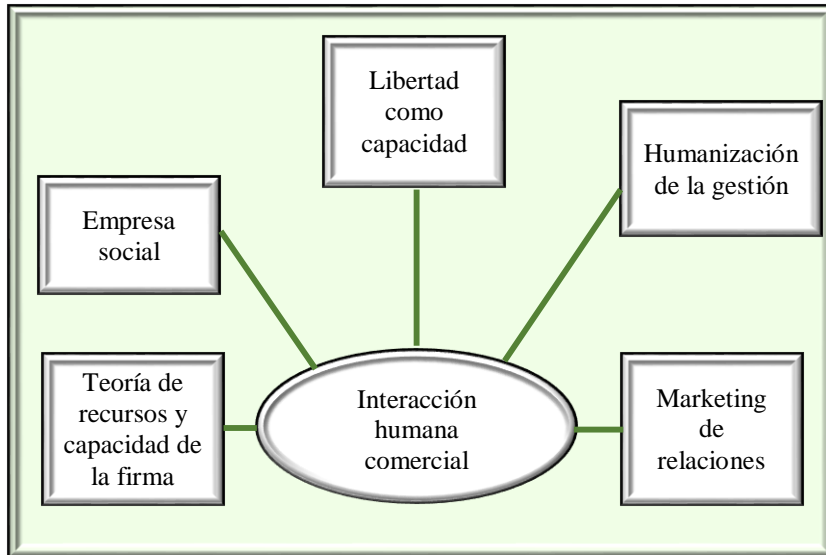 Libertad
como
capacidad
Humanización
de la gestión
Empresa
social
Teoría de
recursos y
capacidad de
la firma
Interacción
humana
comercial
Marketing
de
relaciones